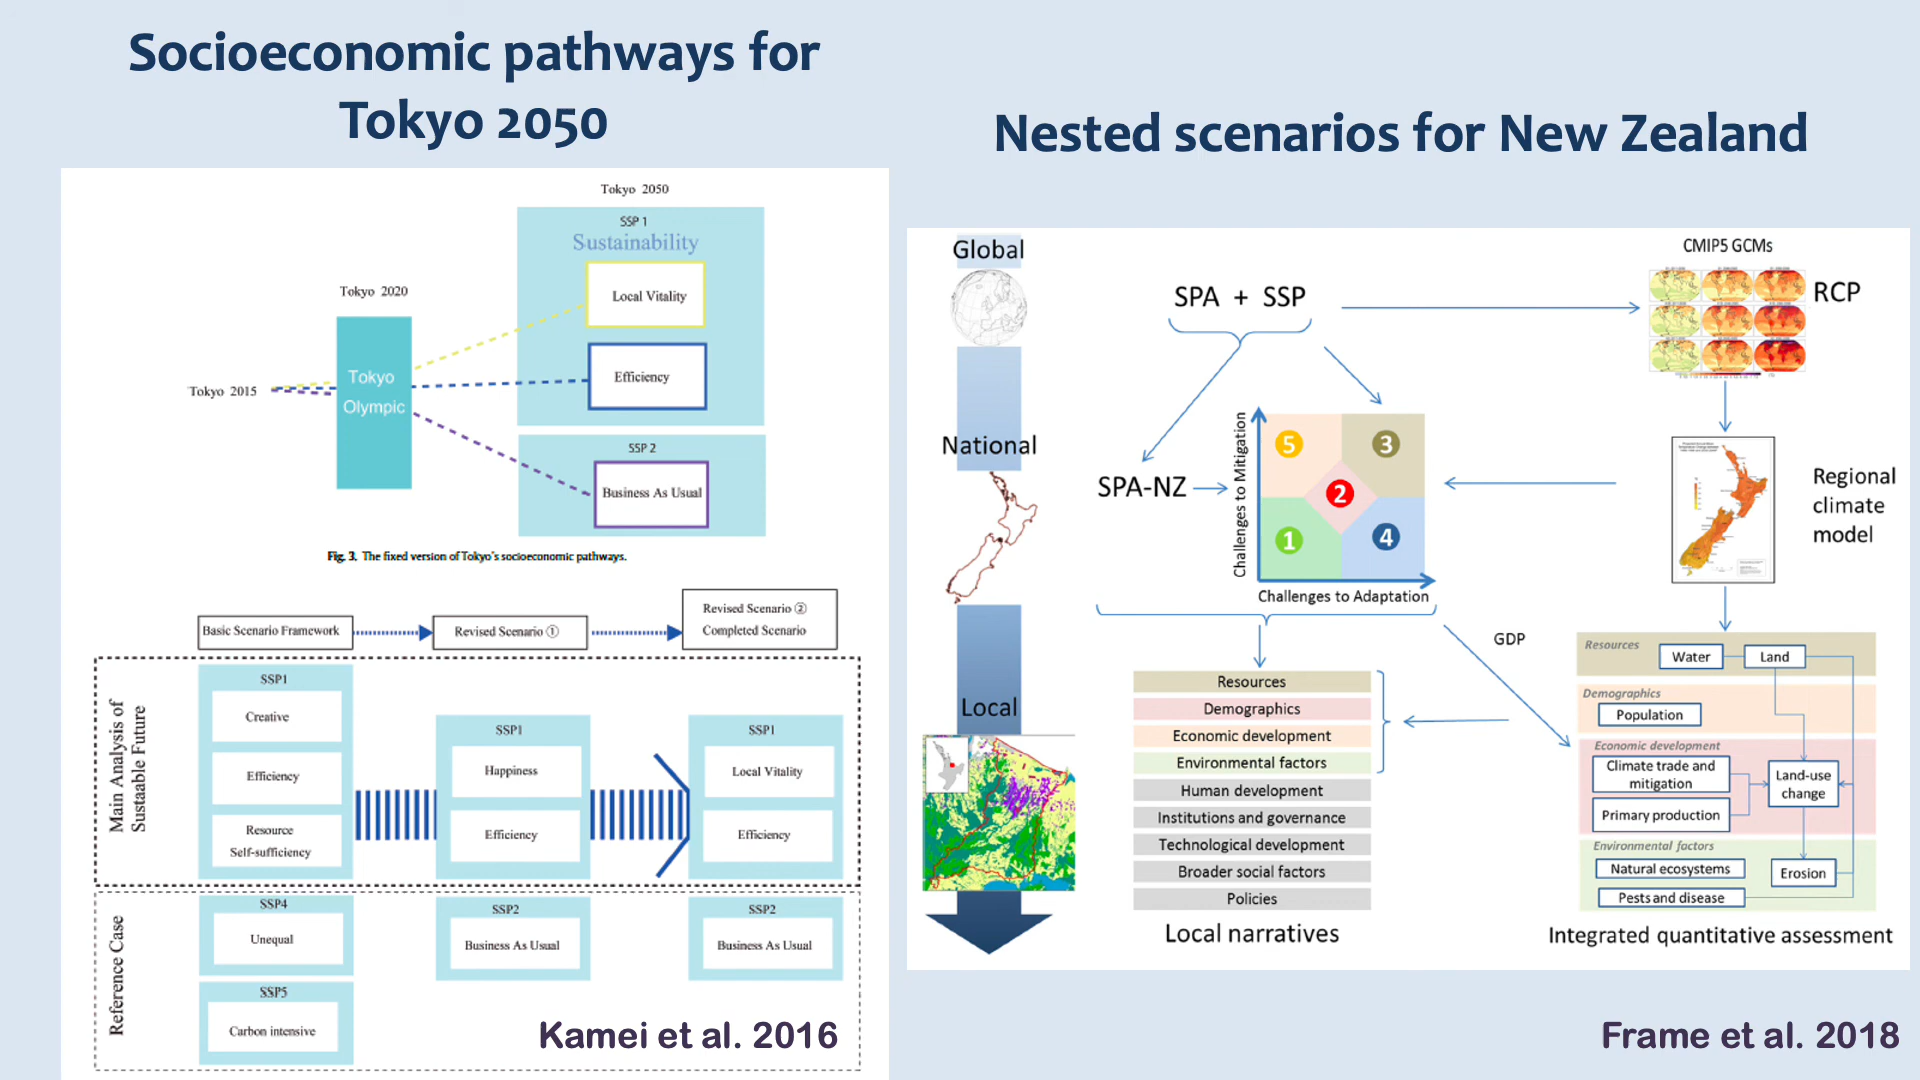 Socioeconomic pathways for
Tokyo 2050
Tokyo 2050
SSP 1
Sustainability
Local Vitality
Tokyo 2020
Efficiency
Tokyo
Olympic
Tokyo 2015
SSP 2
Business As Usual
Fig. 3. The fixed version of Tokyo's socioeconomic pathways.
Basic Scenario Framework
Revised Scenario ①
Revised Scenario ②
Completed Scenario
Main Analysis of
Sustaable Future
SSP1
Creative
Efficiency
Resource
Self-sufficiency
SSP1
Happiness
Efficiency
SSP1
Local Vitality
Efficiency
Reference Case
SSP4
Unequal
SSP5
Carbon intensive
SSP2
Business As Usual
SSP2
Business As Usual
Kamei et al. 2016
Nested scenarios for New Zealand
Global
National
Local
SPA + SSP
CMIP5 GCMs
RCP
SPA-NZ
Challenges to Mitigation
5
3
2
1
4
Challenges to Adaptation
Regional
climate
model
GDP
Resources
Demographics
Economic development
Environmental factors
Human development
Institutions and governance
Technological development
Broader social factors
Policies
Local narratives
Resources
Water
Land
Demographics
Population
Economic development
Climate trade and
mitigation
Primary production
Land-use
change
Environmental factors
Natural ecosystems
Pests and disease
Erosion
Integrated quantitative assessment
Frame et al. 2018